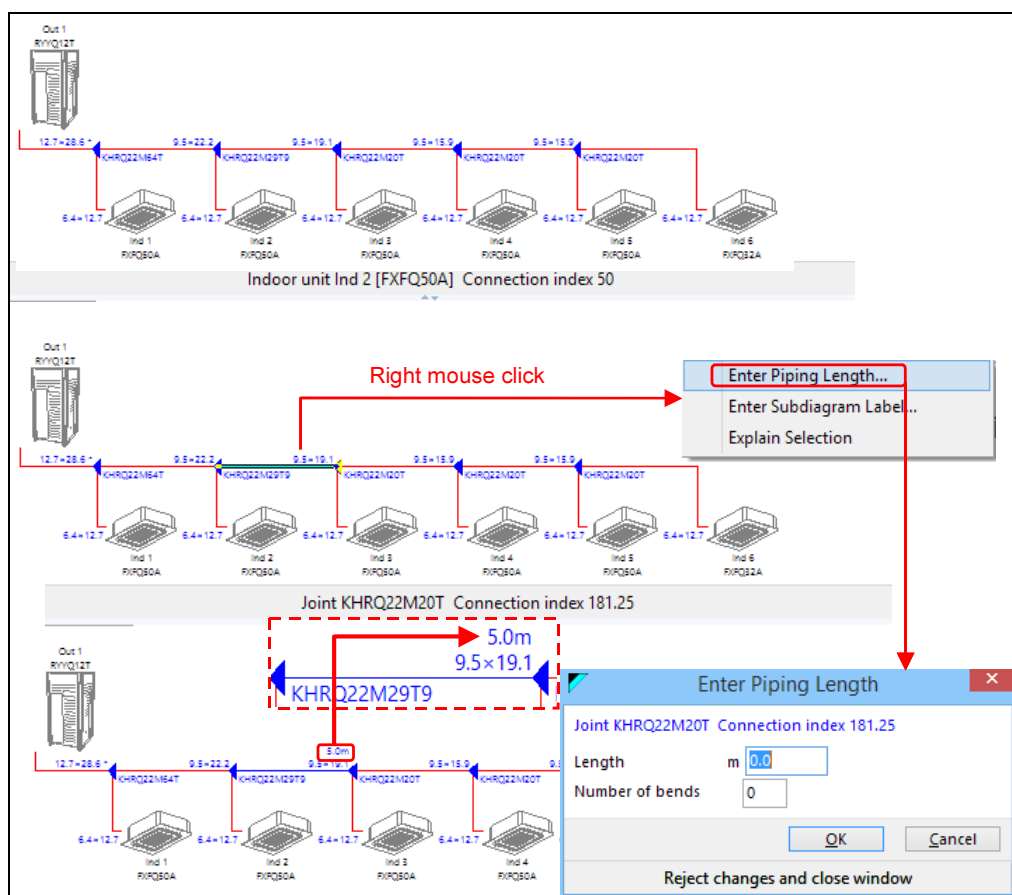 Out 1
RYYQ12T
12.7×28.6 * 9.5×22.2 9.5×19.1 9.5×15.9 9.5×15.9
KHRQ22M64T KHRQ22M29T9 KHRQ22M20T KHRQ22M20T KHRQ22M20T
6.4×12.7 6.4×12.7 6.4×12.7 6.4×12.7 6.4×12.7 6.4×12.7
Ind 1 Ind 2 Ind 3 Ind 4 Ind 5 Ind 6
FXFQ50A FXFQ50A FXFQ50A FXFQ50A FXFQ50A FXFQ32A
Indoor unit Ind 2 [FXFQ50A] Connection index 50
Out 1
RYYQ12T
Right mouse click
Enter Piping Length...
Enter Subdiagram Label...
Explain Selection
12.7×28.6 * 9.5×22.2 9.5×19.1 9.5×15.9 9.5×15.9
KHRQ22M64T KHRQ22M29T9 KHRQ22M20T KHRQ22M20T KHRQ22M20T
6.4×12.7 6.4×12.7 6.4×12.7 6.4×12.7 6.4×12.7 6.4×12.7
Ind 1 Ind 2 Ind 3 Ind 4 Ind 5 Ind 6
FXFQ50A FXFQ50A FXFQ50A FXFQ50A FXFQ50A FXFQ32A
Joint KHRQ22M20T Connection index 181.25
5.0m
9.5×19.1
KHRQ22M29T9
Out 1
RYYQ12T
5.0m
12.7×28.6 * 9.5×22.2 9.5×19.1 9.5×15.9
KHRQ22M64T KHRQ22M29T9 KHRQ22M20T KHRQ22M20T
6.4×12.7 6.4×12.7 6.4×12.7 6.4×12.7
Ind 1 Ind 2 Ind 3 Ind 4
FXFQ50A FXFQ50A FXFQ50A FXFQ50A
Enter Piping Length
Joint KHRQ22M20T Connection index 181.25
Length m 0.0
Number of bends 0
OK Cancel
Reject changes and close window